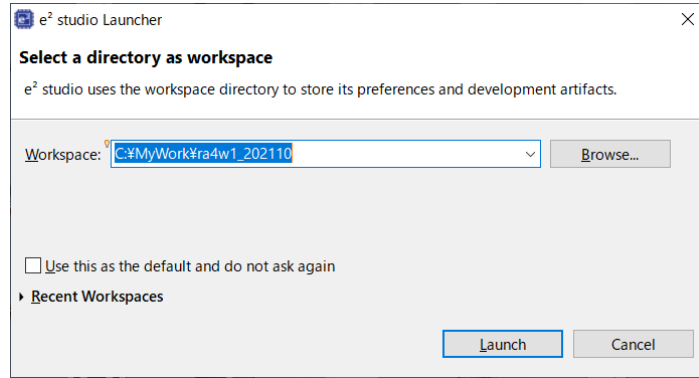 e² studio Launcher
Select a directory as workspace
e² studio uses the workspace directory to store its preferences and development artifacts.
Workspace: C:¥MyWork¥ra4w1_202110 Browse...
Use this as the default and do not ask again
Recent Workspaces
Launch Cancel